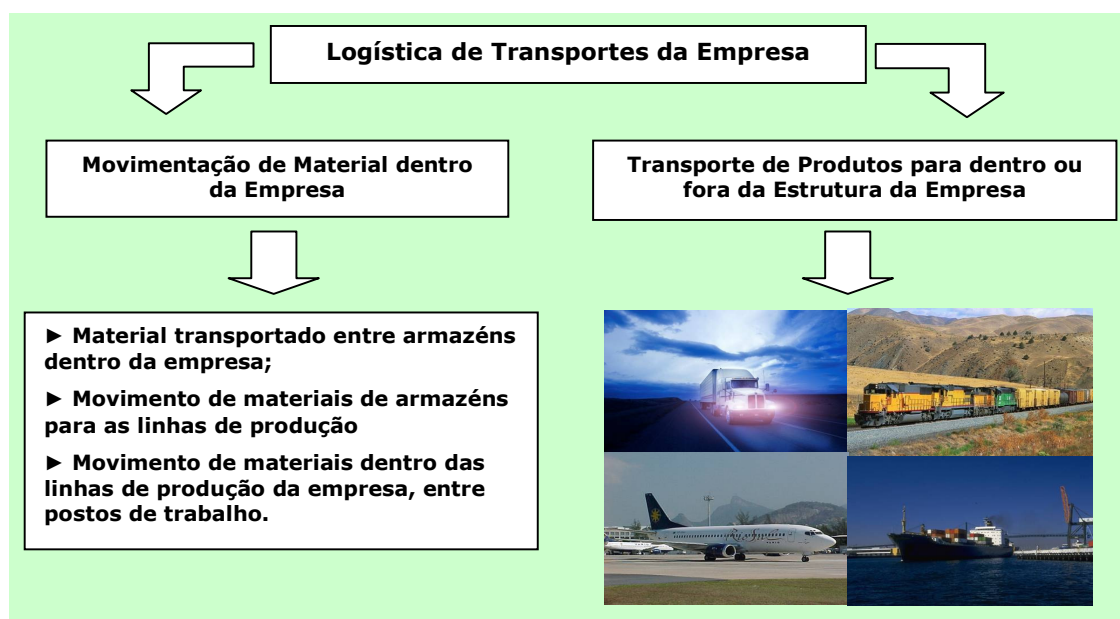 Logística de Transportes da Empresa
Movimentação de Material dentro
da Empresa
Transporte de Produtos para dentro ou
fora da Estrutura da Empresa
► Material transportado entre armazéns
dentro da empresa;
► Movimento de materiais de armazéns
para as linhas de produção
► Movimento de materiais dentro das
linhas de produção da empresa, entre
postos de trabalho.